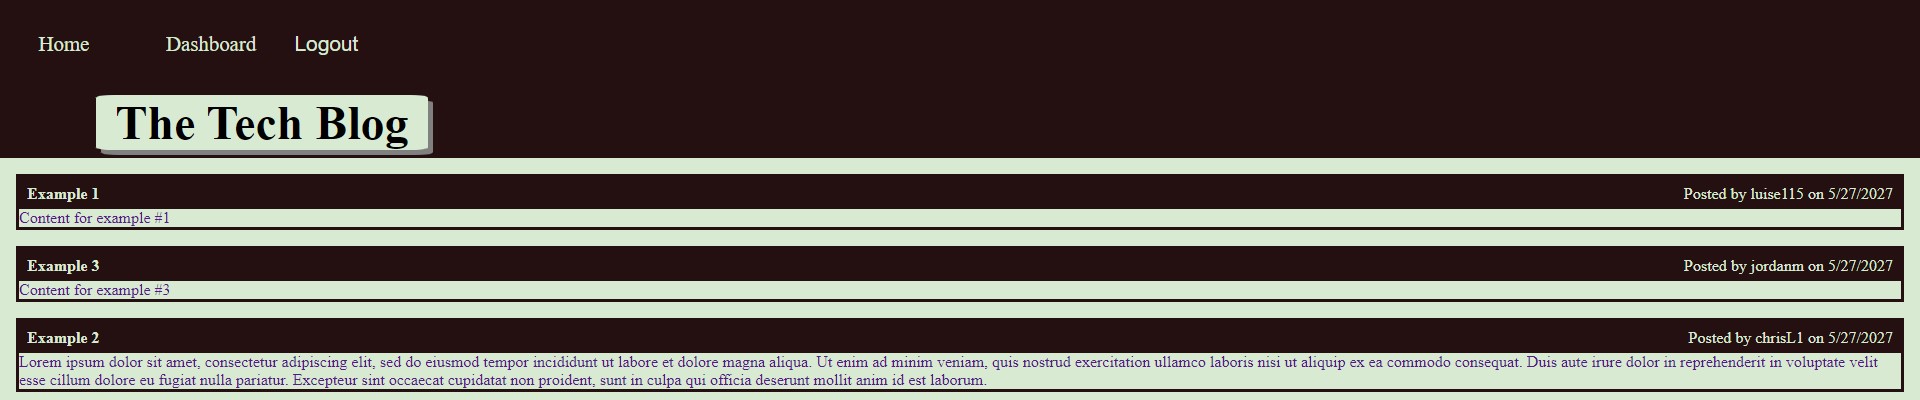 Home Dashboard Logout
The Tech Blog
Example 1 Posted by luise115 on 5/27/2027
Content for example #1
Example 3 Posted by jordanm on 5/27/2027
Content for example #3
Example 2 Posted by chrisL1 on 5/27/2027
Lorem ipsum dolor sit amet, consectetur adipiscing elit, sed do eiusmod tempor incididunt ut labore et dolore magna aliqua. Ut enim ad minim veniam, quis nostrud exercitation ullamco laboris nisi ut aliquip ex ea commodo consequat. Duis aute irure dolor in reprehenderit in voluptate velit
esse cillum dolore eu fugiat nulla pariatur. Excepteur sint occaecat cupidatat non proident, sunt in culpa qui officia deserunt mollit anim id est laborum.